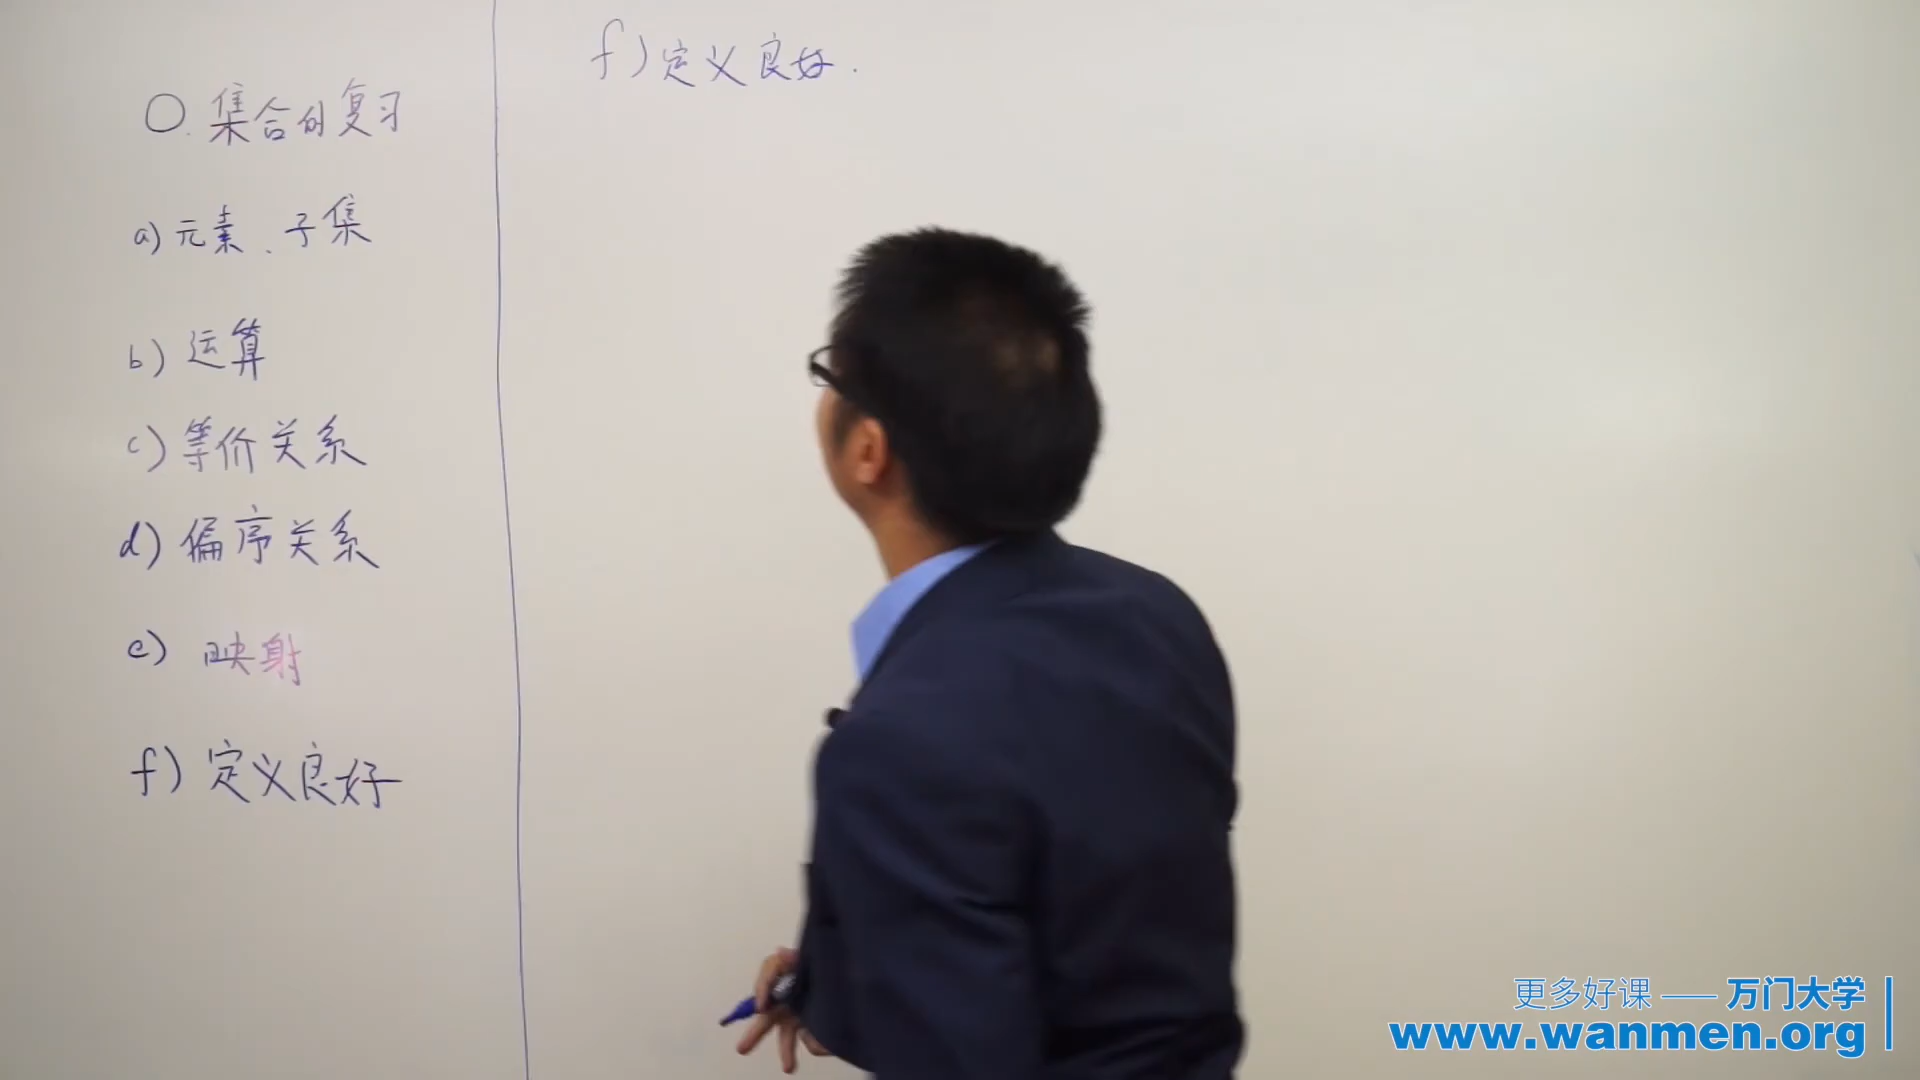 0. 集合的复习
a) 元素、子集
b) 运算
c) 等价关系
d) 偏序关系
e) 映射
f) 定义良好
f) 定义良好.
更多好课 —— 万门大学
www.wanmen.org